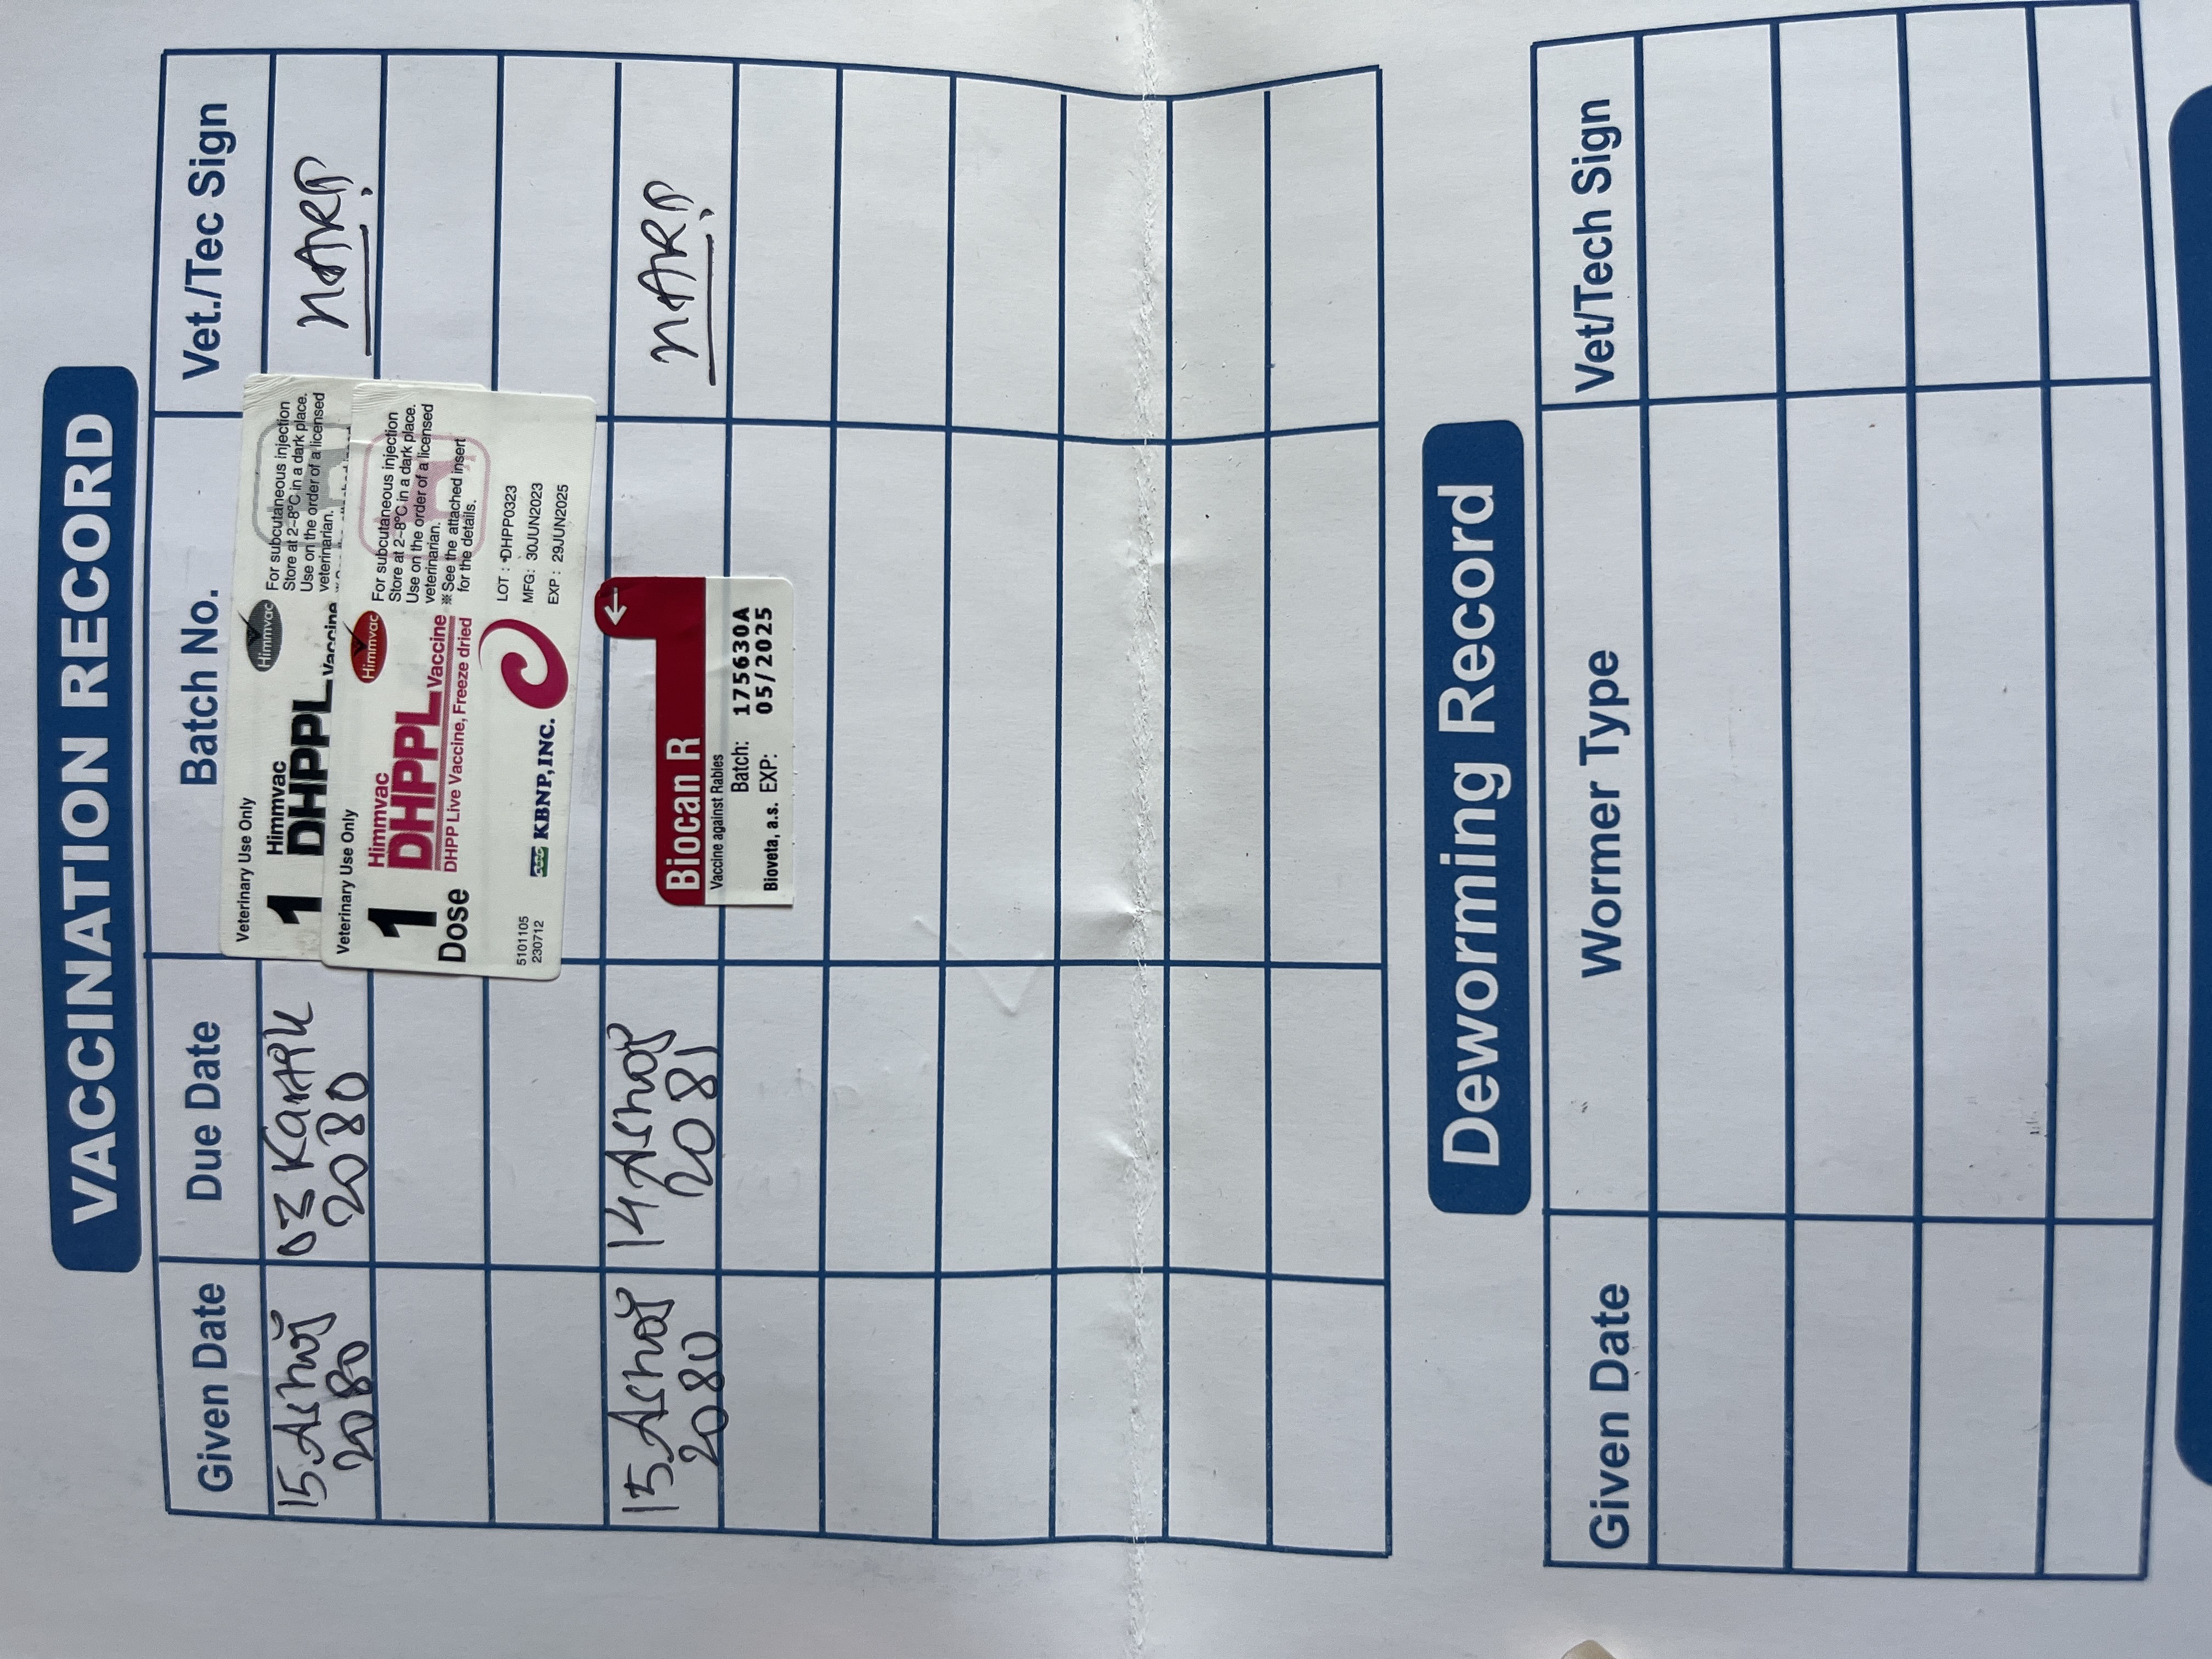 VACCINATION RECORD
Given Date Due Date Batch No. Vet./Tec Sign
15 Ashoj 03 Kartik
2080 2080
Veterinary Use Only
1 Himmvac
DHPPL Vaccine
Himmvac
For subcutaneous injection
Store at 2~8°C in a dark place.
Use on the order of a licensed
veterinarian.
Veterinary Use Only
1
Dose
Himmvac
DHPPL Vaccine
DHPP Live Vaccine, Freeze dried
Himmvac
For subcutaneous injection
Store at 2~8°C in a dark place.
Use on the order of a licensed
veterinarian.
※ See the attached insert
for the details.
5101105
230712
KBNP, INC.
LOT : DHPP0323
MFG: 30JUN2023
EXP : 29JUN2025
15 Ashoj 14 Ashoj
2080 2081
Biocan R
Vaccine against Rabies
Batch: 175630A
Bioveta, a.s. EXP: 05/2025
Deworming Record
Given Date Wormer Type Vet/Tech Sign